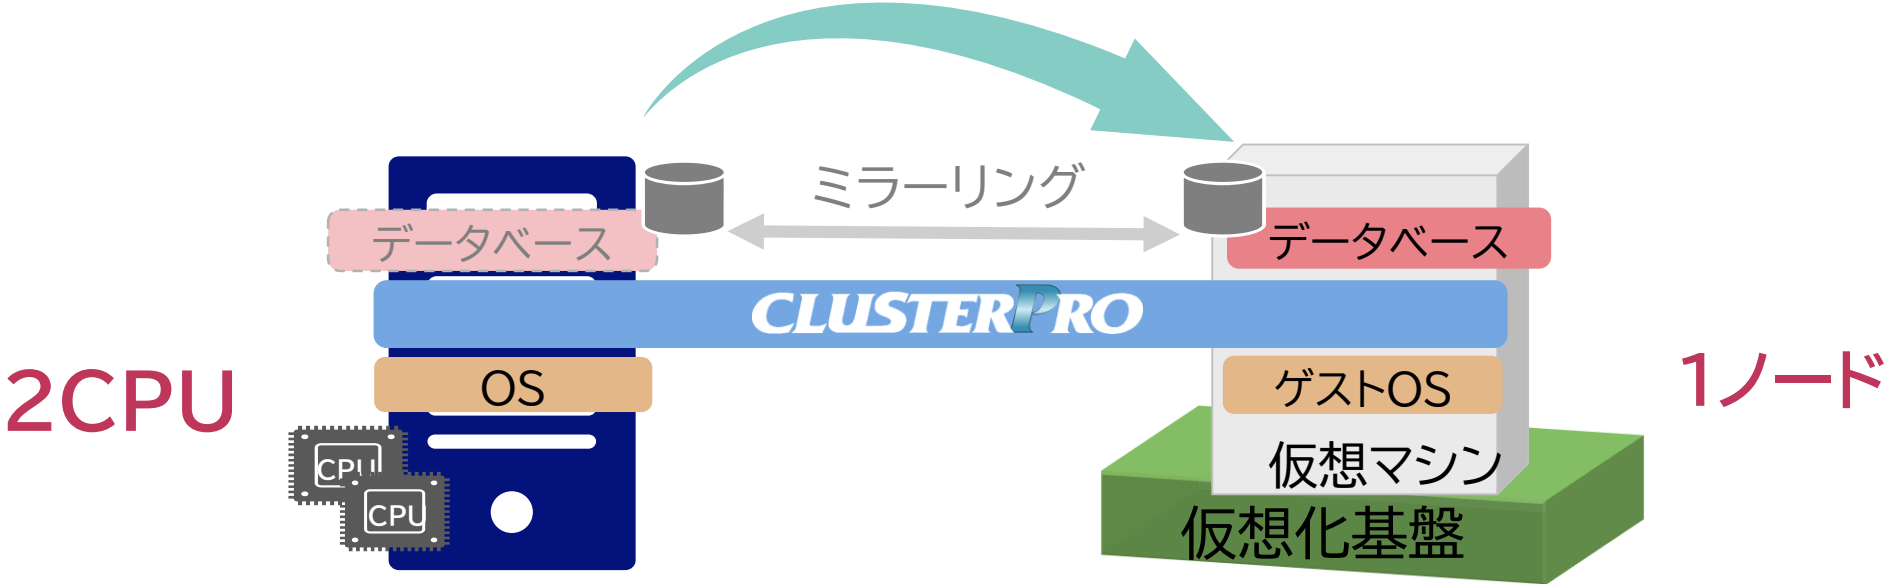 ミラーリング
データベース
データベース
CLUSTERPRO
2CPU
OS
ゲストOS
1ノード
CPU
CPU
仮想マシン
仮想化基盤